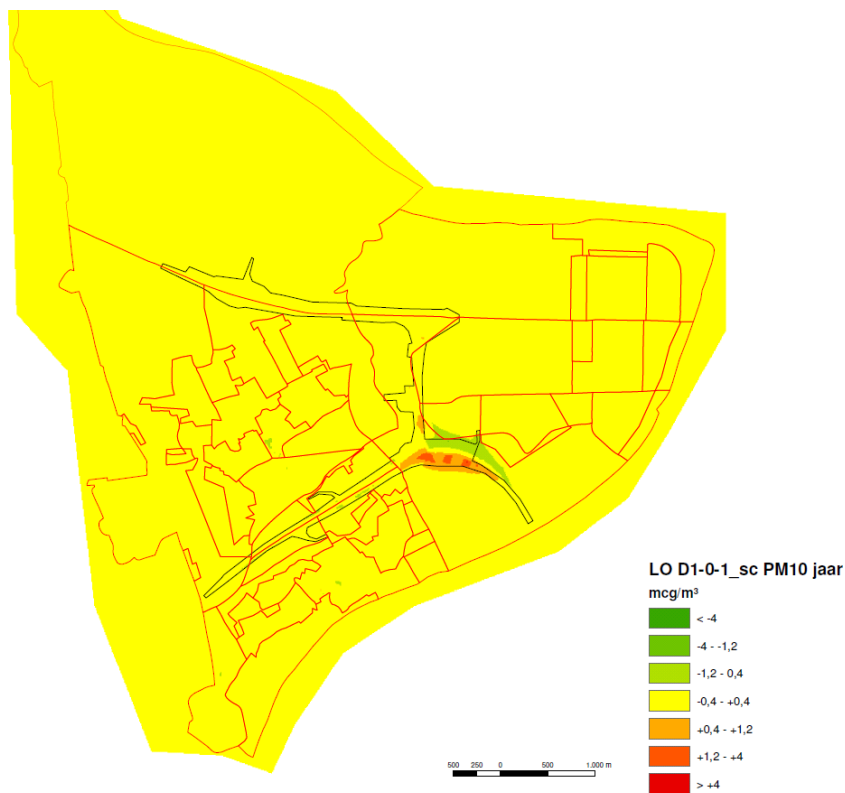 LO D1-0-1_sc PM10 jaar
mcg/m³
< -4
-4 - -1,2
-1,2 - 0,4
-0,4 - +0,4
+0,4 - +1,2
+1,2 - +4
> +4
500 250 0 500 1.000 m